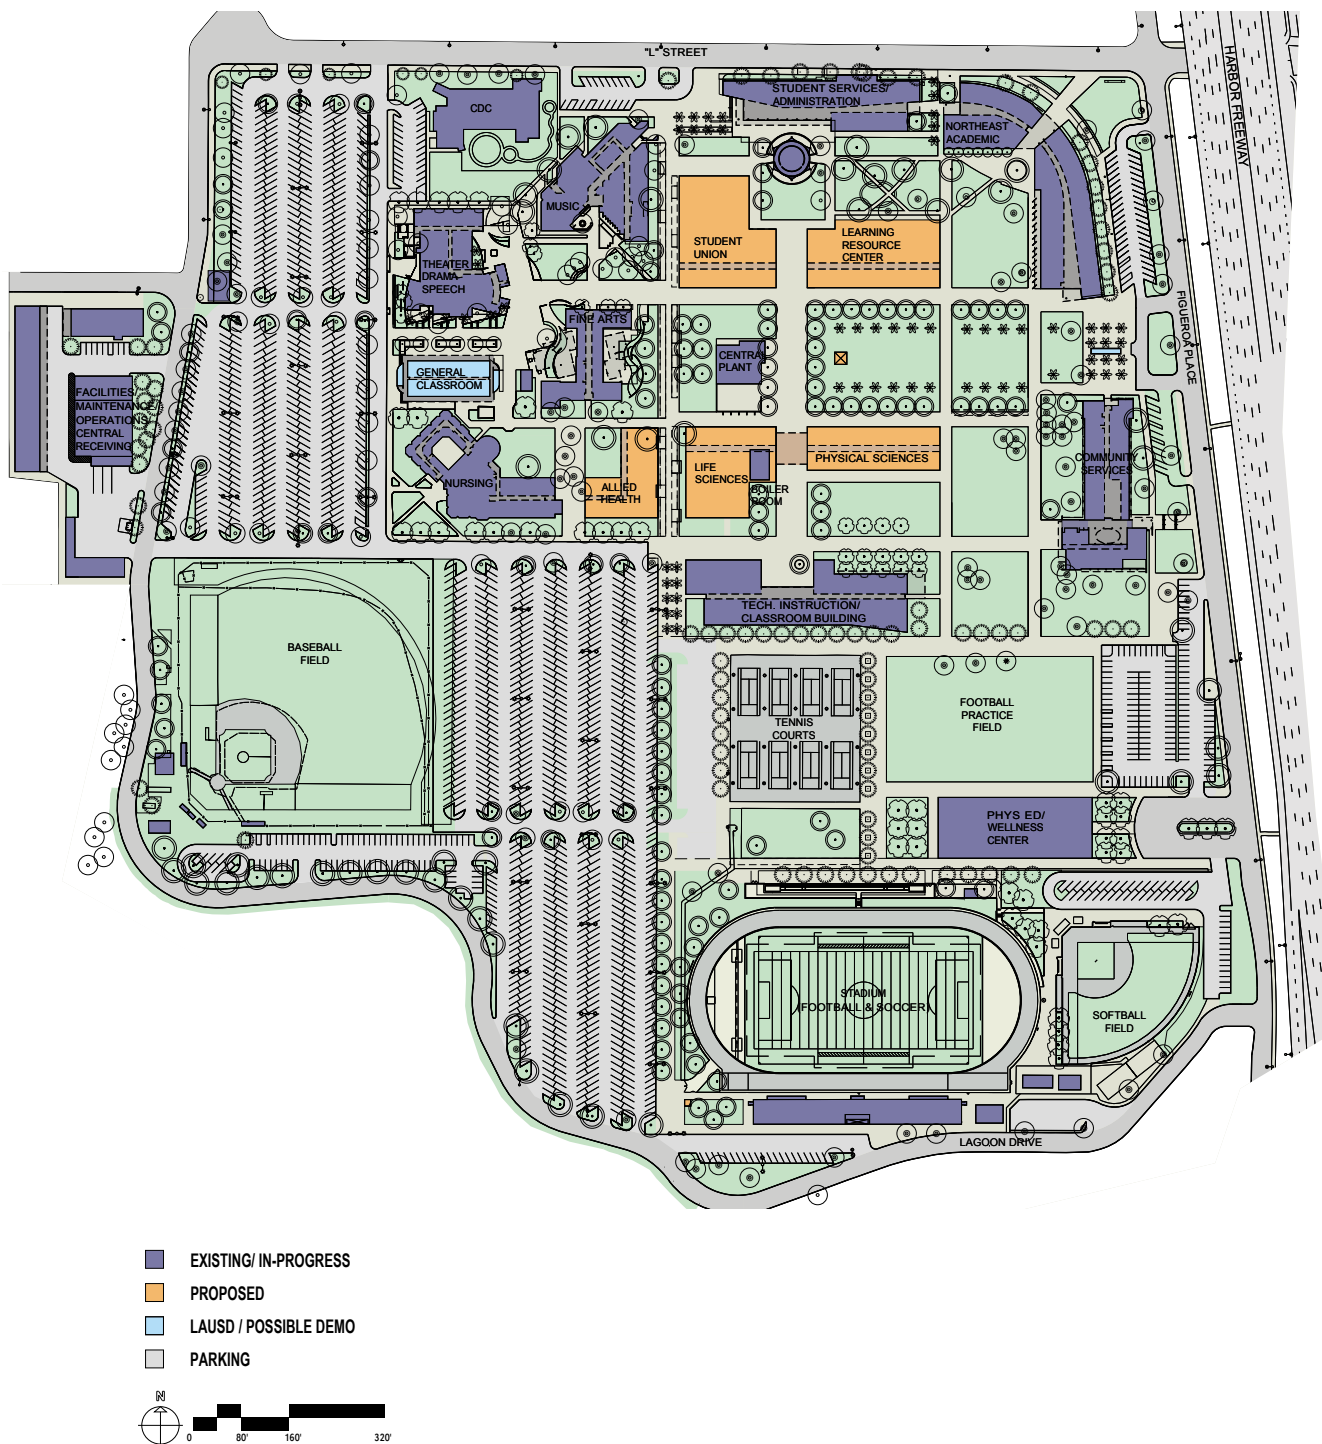 "L" STREET
HARBOR FREEWAY
CDC
STUDENT SERVICES/
ADMINISTRATION
NORTHEAST
ACADEMIC
MUSIC
STUDENT
UNION
LEARNING
RESOURCE
CENTER
THEATER
DRAMA
SPEECH
FIGUEROA PLACE
FINE ARTS
CENTRAL
PLANT
GENERAL
CLASSROOM
FACILITIES/
MAINTENANCE/
OPERATIONS/
CENTRAL
RECEIVING
NURSING
ALLIED
HEALTH
LIFE
SCIENCES
BOILER
ROOM
PHYSICAL SCIENCES
COMMUNITY
SERVICES
TECH. INSTRUCTION/
CLASSROOM BUILDING
BASEBALL
FIELD
TENNIS
COURTS
FOOTBALL
PRACTICE
FIELD
PHYS ED/
WELLNESS
CENTER
STADIUM
(FOOTBALL & SOCCER)
SOFTBALL
FIELD
LAGOON DRIVE
EXISTING/ IN-PROGRESS
PROPOSED
LAUSD / POSSIBLE DEMO
PARKING
N
0 80' 160' 320'